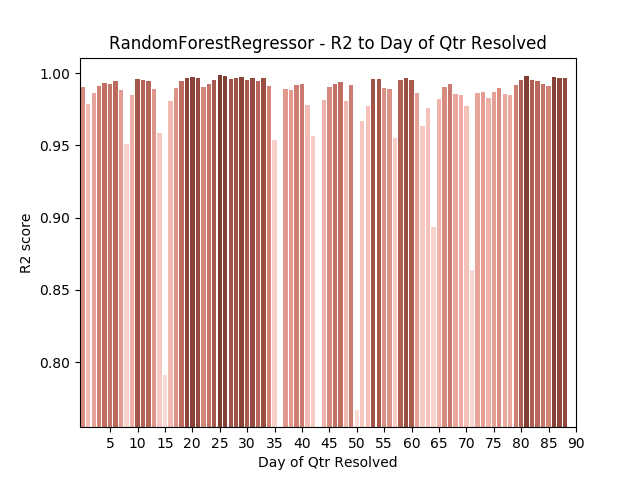 RandomForestRegressor - R2 to Day of Qtr Resolved
1.00
0.95
0.90
0.85
0.80
R2 score
5 10 15 20 25 30 35 40 45 50 55 60 65 70 75 80 85 90
Day of Qtr Resolved